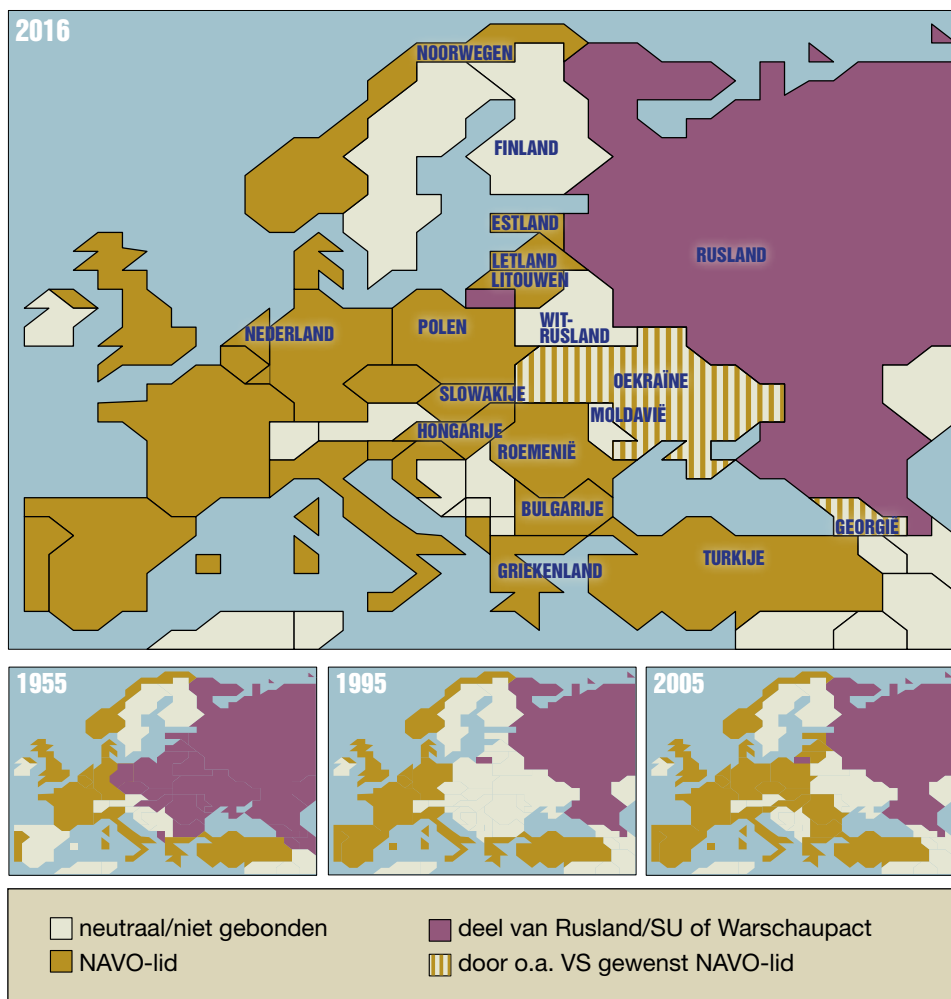 2016
NOORWEGEN
FINLAND
ESTLAND
LETLAND
LITOUWEN
RUSLAND
NEDERLAND
POLEN
WIT-
RUSLAND
SLOWAKIJE
OEKRAÏNE
MOLDAVIË
HONGARIJE
ROEMENIË
BULGARIJE
GEORGIË
GRIEKENLAND
TURKIJE
1955
1995
2005
neutraal/niet gebonden
NAVO-lid
deel van Rusland/SU of Warschaupact
door o.a. VS gewenst NAVO-lid